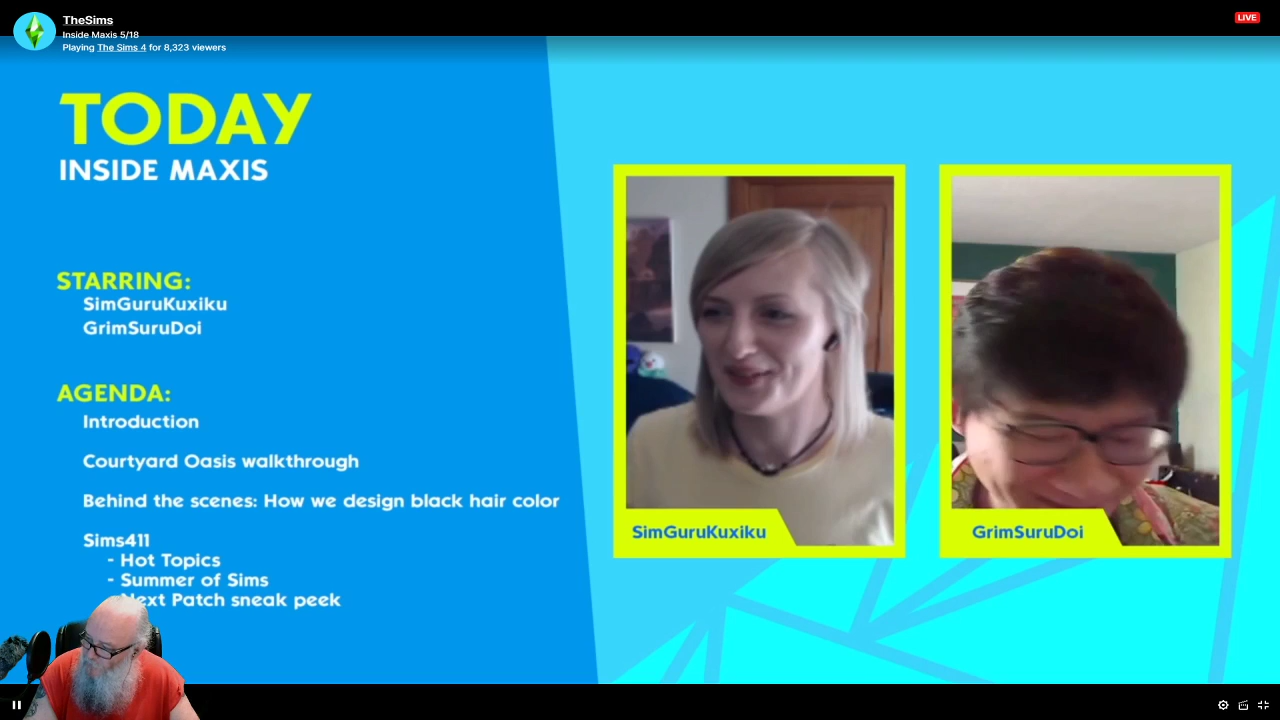 TheSims
LIVE
Inside Maxis 5/18
Playing The Sims 4 for 8,323 viewers
TODAY
INSIDE MAXIS
STARRING:
SimGuruKuxiku
GrimSuruDoi
AGENDA:
Introduction
Courtyard Oasis walkthrough
Behind the scenes: How we design black hair color
Sims411
- Hot Topics
- Summer of Sims
Next Patch sneak peek
SimGuruKuxiku
GrimSuruDoi